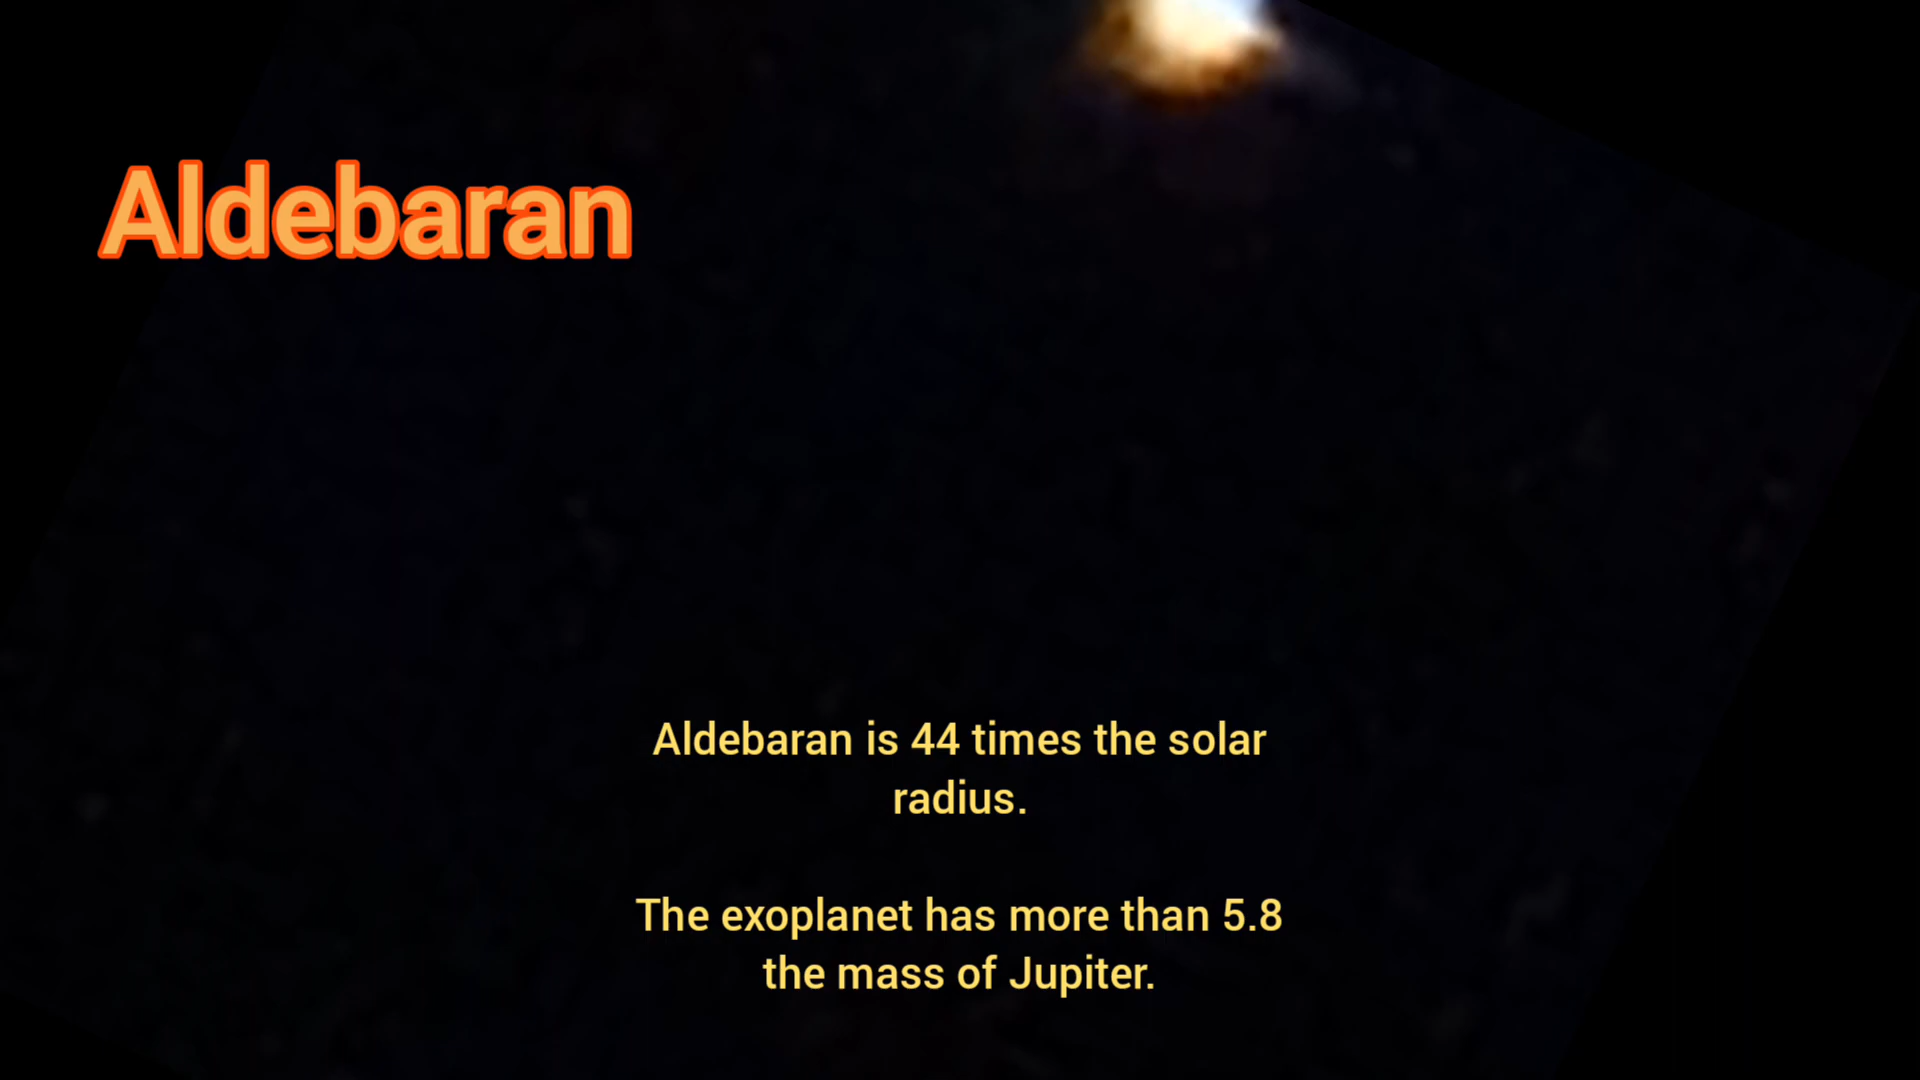 Aldebaran
Aldebaran is 44 times the solar
radius.
The exoplanet has more than 5.8
the mass of Jupiter.